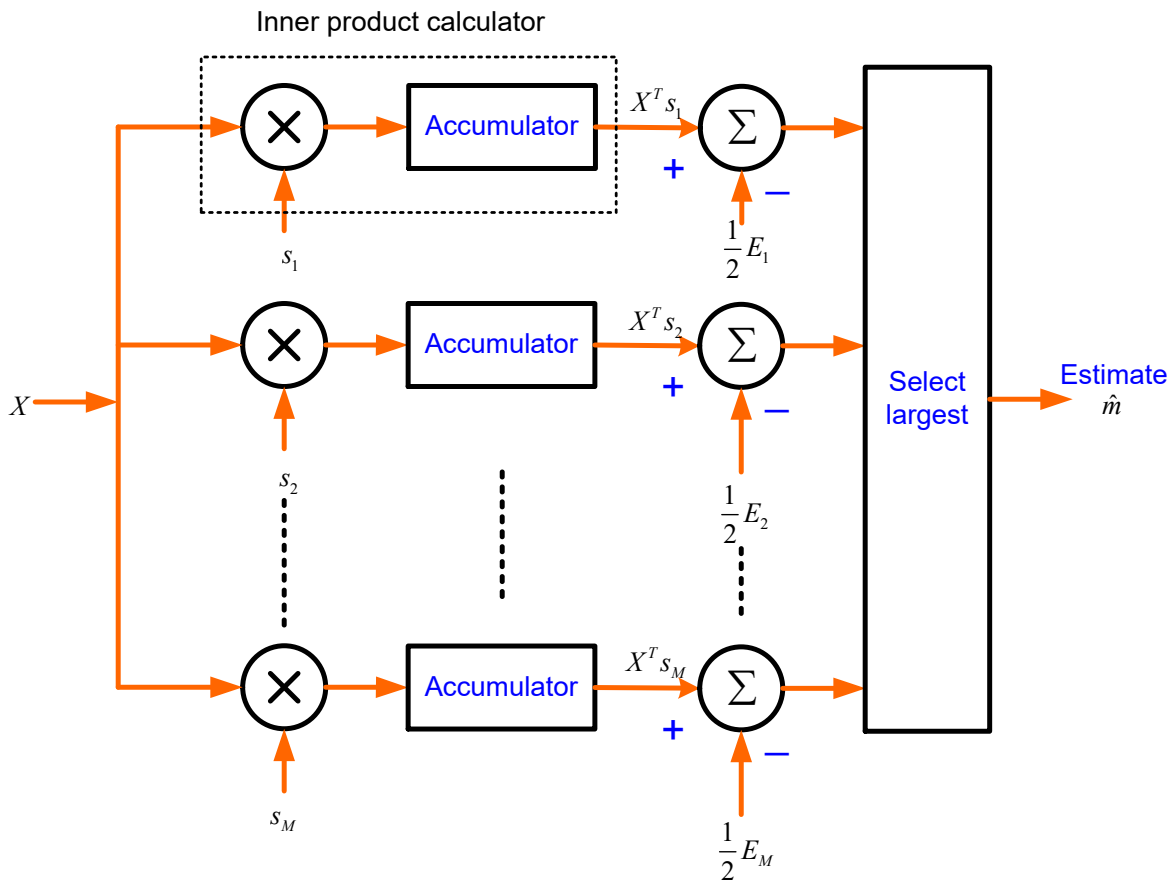 Inner product calculator
Accumulator
X^T s_1
Σ
+
−
s_1
1/2 E_1
Accumulator
X^T s_2
Σ
+
−
Select
largest
Estimate
m̂
X
s_2
1/2 E_2
Accumulator
X^T s_M
Σ
+
−
s_M
1/2 E_M